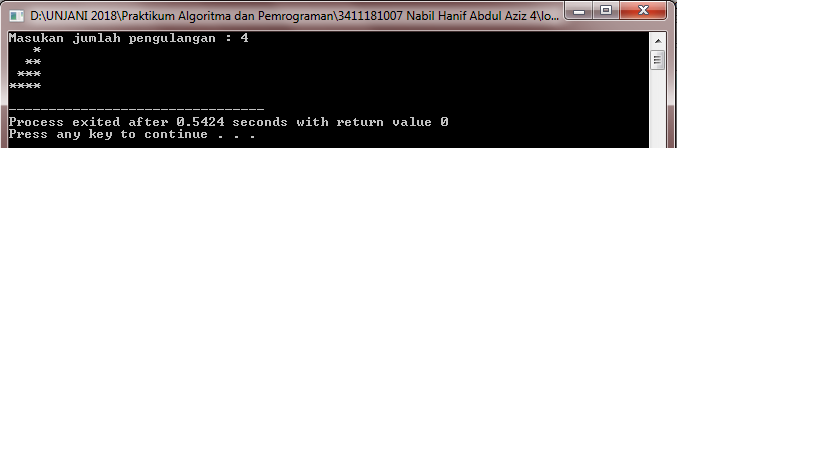 D:\UNJANI 2018\Praktikum Algoritma dan Pemrograman\3411181007 Nabil Hanif Abdul Aziz 4\lo...
Masukan jumlah pengulangan : 4
   *
  **
 ***
****
--------------------------------
Process exited after 0.5424 seconds with return value 0
Press any key to continue . . .